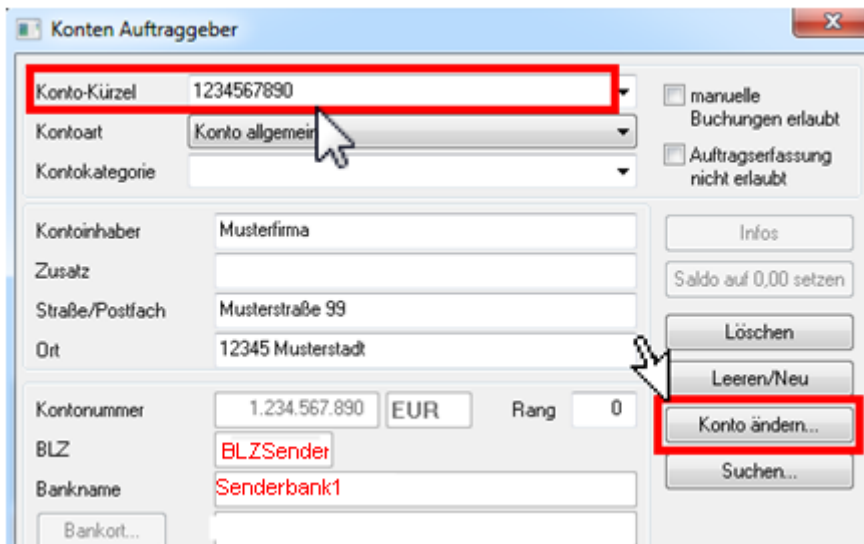 Konten Auftraggeber
Konto-Kürzel 1234567890
manuelle
Buchungen erlaubt
Kontoart Konto allgemein
Auftragserfassung
nicht erlaubt
Kontokategorie
Kontoinhaber Musterfirma
Infos
Zusatz
Saldo auf 0,00 setzen
Straße/Postfach Musterstraße 99
Löschen
Ort 12345 Musterstadt
Leeren/Neu
Kontonummer 1.234.567.890 EUR Rang 0
Konto ändern...
BLZ BLZSender
Suchen...
Bankname Senderbank1
Bankort...